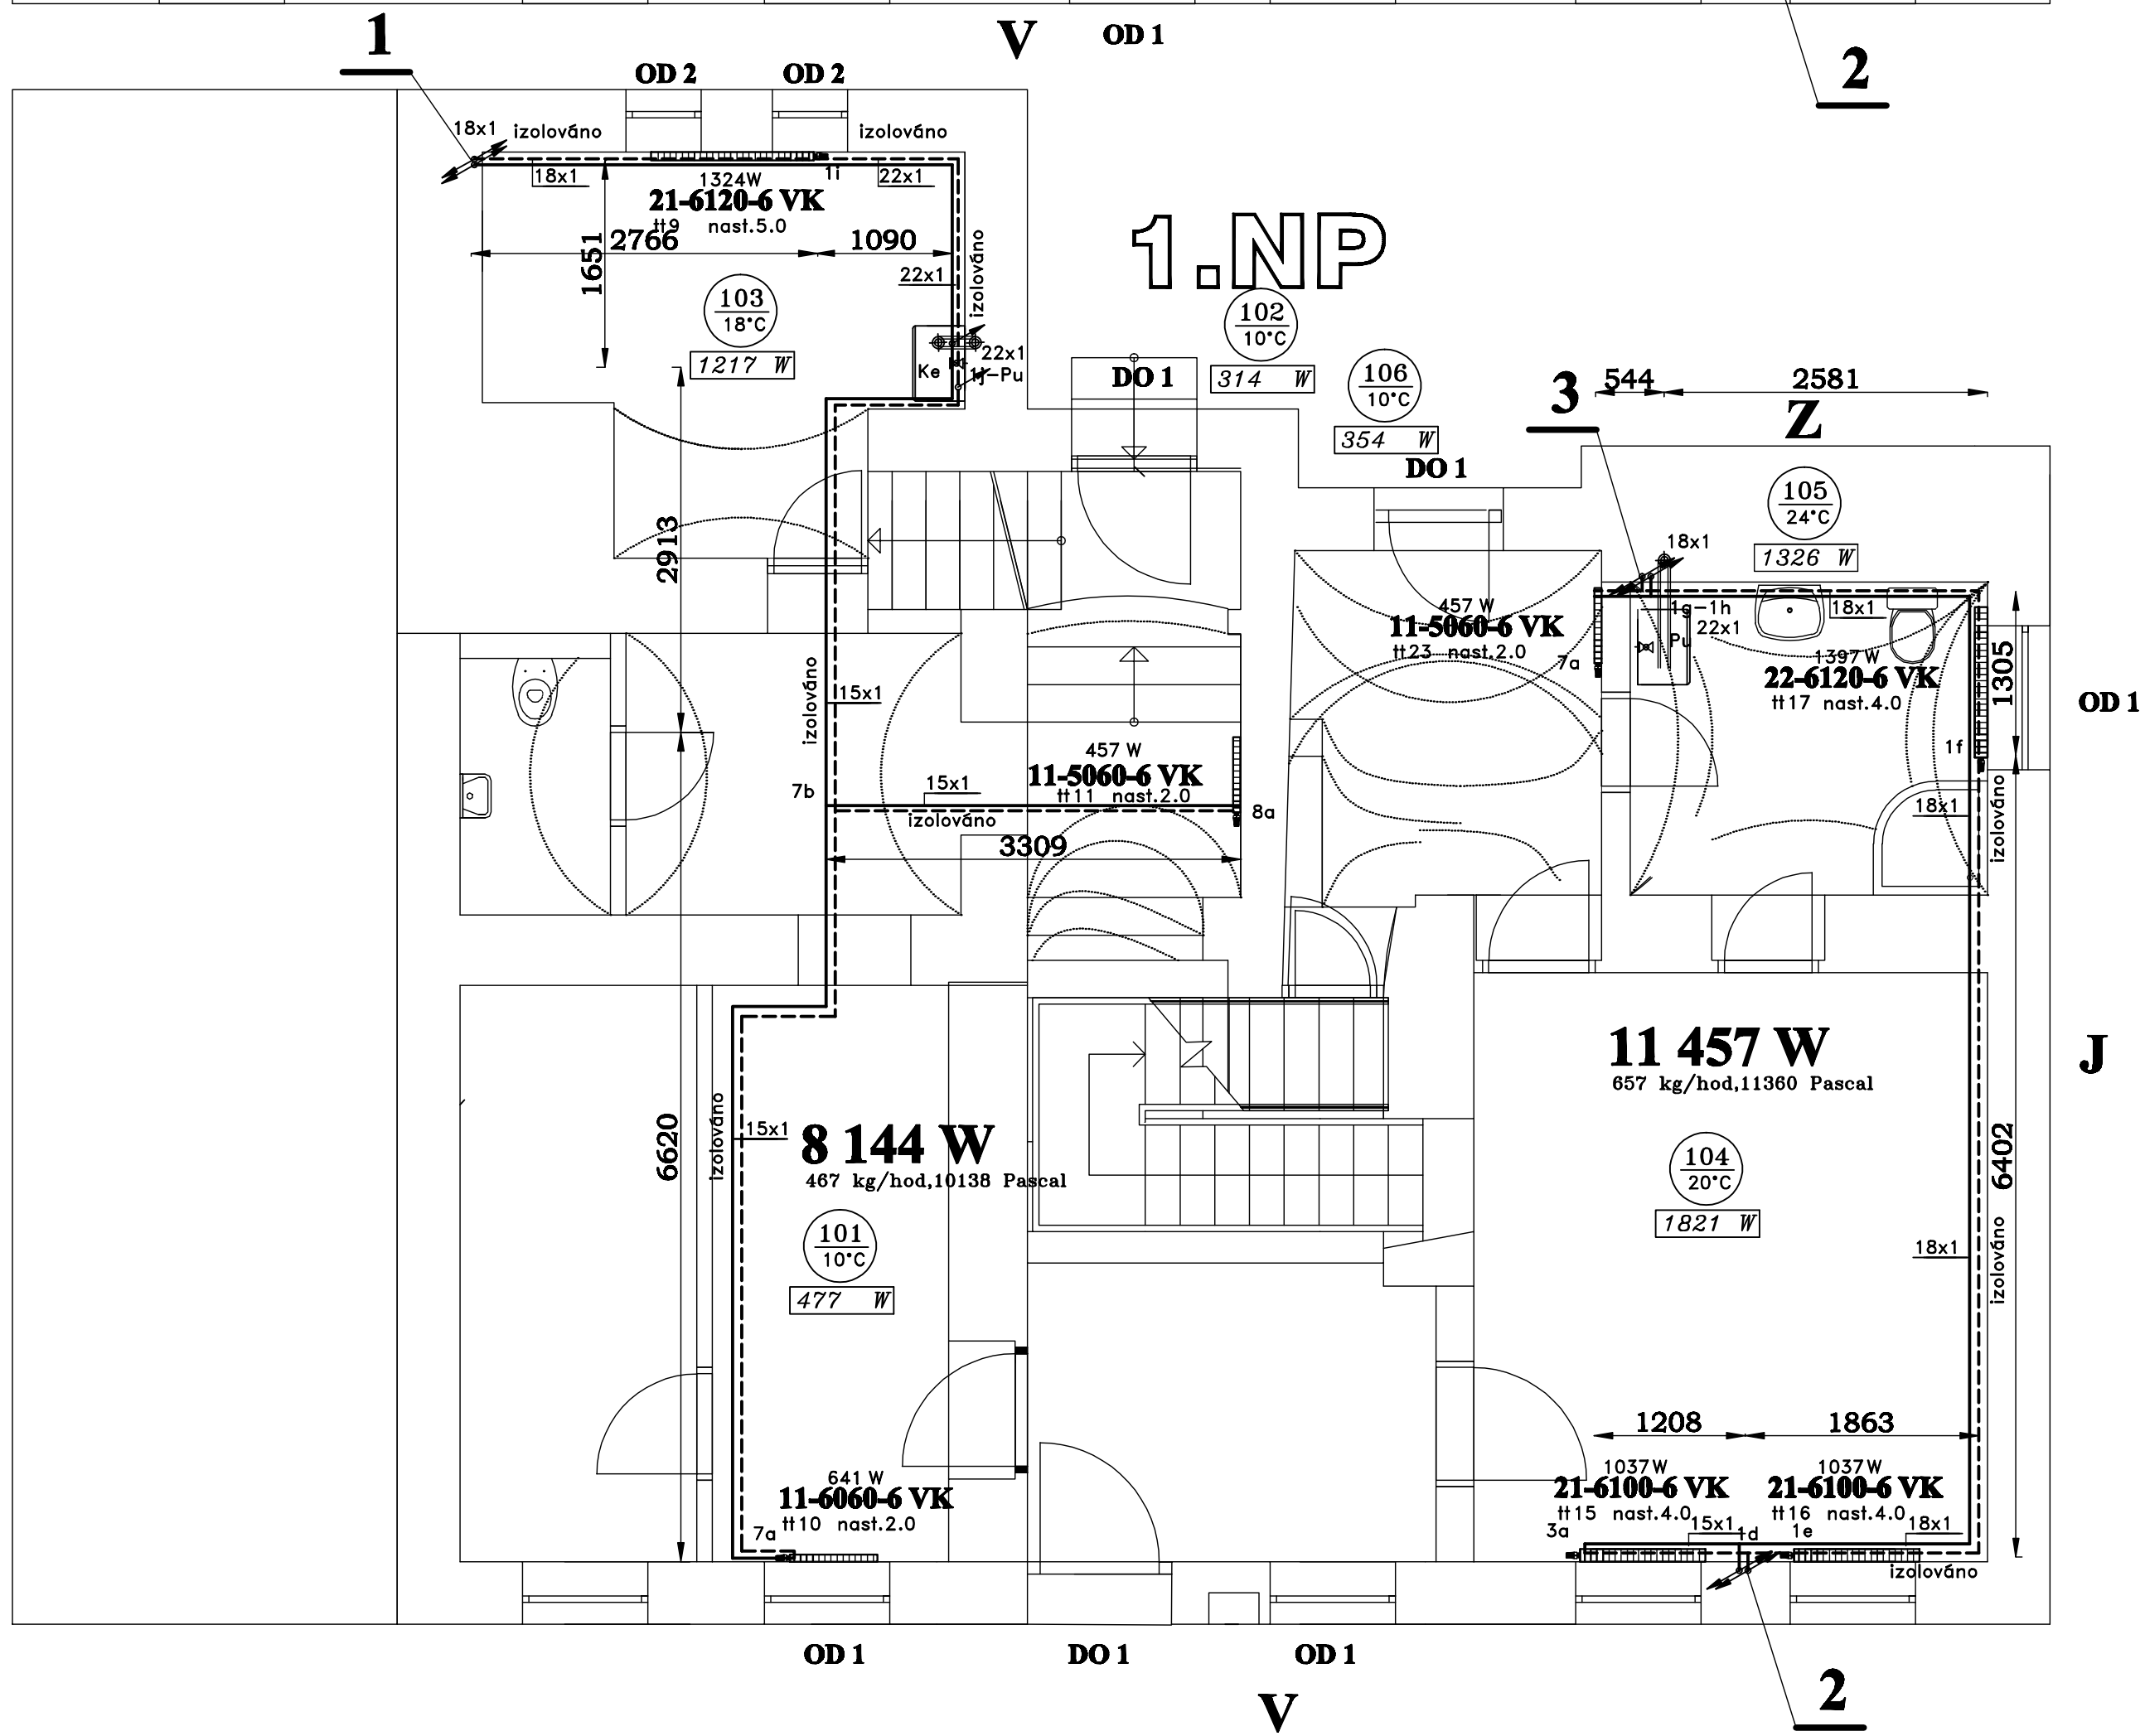 V
OD 1
1
2
OD 2
OD 2
18x1
izolováno
izolováno
18x1
1324W
1i
22x1
21-6120-6 VK
tt9 nast.5.0
2766
1090
1651
22x1
izolováno
1.NP
103
18°C
1217 W
102
10°C
314 W
22x1
Ke
1j-Pu
DO 1
106
10°C
354 W
3
544
2581
Z
DO 1
105
24°C
1326 W
2913
18x1
457 W
11-5060-6 VK
tt23 nast.2.0
7a
1g-1h
22x1
Pu
18x1
1397 W
22-6120-6 VK
tt17 nast.4.0
1305
OD 1
izolováno
15x1
1f
457 W
11-5060-6 VK
tt11 nast.2.0
7b
15x1
izolováno
8a
18x1
izolováno
3309
11 457 W
657 kg/hod,11360 Pascal
J
6620
izolováno
15x1
8 144 W
467 kg/hod,10138 Pascal
104
20°C
1821 W
6402
101
10°C
477 W
18x1
izolováno
1208
1863
641 W
11-6060-6 VK
tt10 nast.2.0
7a
1037W
21-6100-6 VK
tt15 nast.4.0
3a
15x1
1d
1037W
21-6100-6 VK
tt16 nast.4.0
1e
18x1
izolováno
OD 1
DO 1
OD 1
2
V